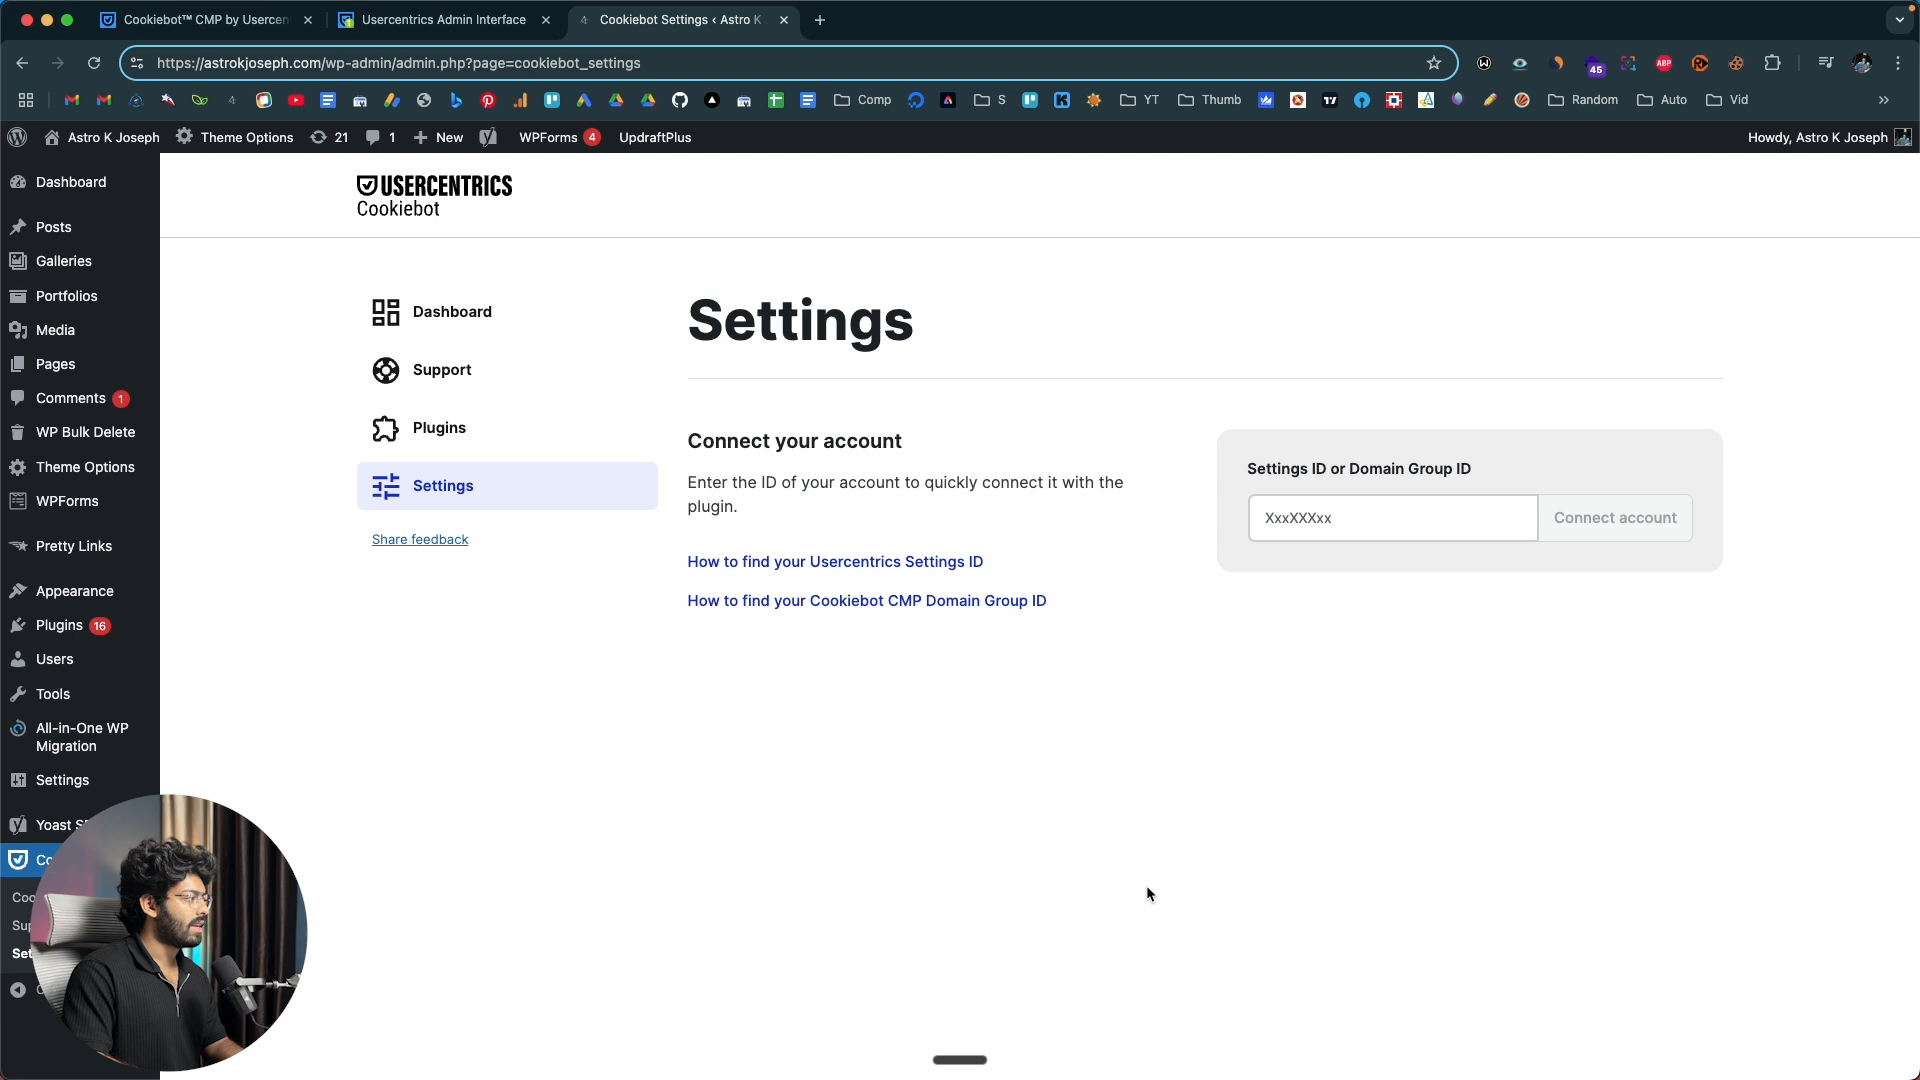 Cookiebot™ CMP by Usercen
Usercentrics Admin Interface
Cookiebot Settings ‹ Astro K
https://astrokjoseph.com/wp-admin/admin.php?page=cookiebot_settings
45
ABP
Comp
S
YT
Thumb
Random
Auto
Vid
Astro K Joseph
Theme Options
21
1
New
WPForms 4
UpdraftPlus
Howdy, Astro K Joseph
Dashboard
Posts
Galleries
Portfolios
Media
Pages
Comments 1
WP Bulk Delete
Theme Options
WPForms
Pretty Links
Appearance
Plugins 16
Users
Tools
All-in-One WP
Migration
Settings
Yoast
USERCENTRICS
Cookiebot
Dashboard
Support
Plugins
Settings
Share feedback
Settings
Connect your account
Enter the ID of your account to quickly connect it with the
plugin.
How to find your Usercentrics Settings ID
How to find your Cookiebot CMP Domain Group ID
Settings ID or Domain Group ID
XxxXXXxx
Connect account